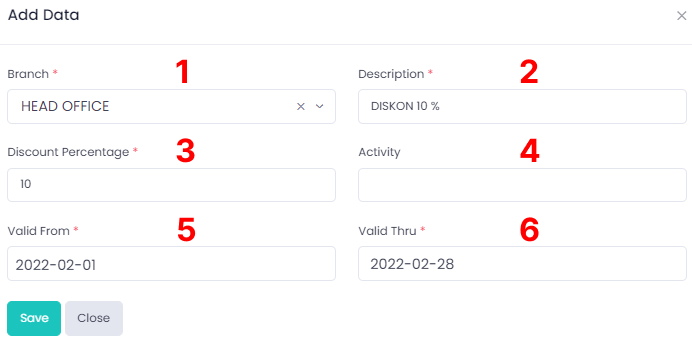 Add Data
Branch * 1
HEAD OFFICE
Description * 2
DISKON 10 %
Discount Percentage * 3
10
Activity 4
Valid From * 5
2022-02-01
Valid Thru * 6
2022-02-28
Save
Close